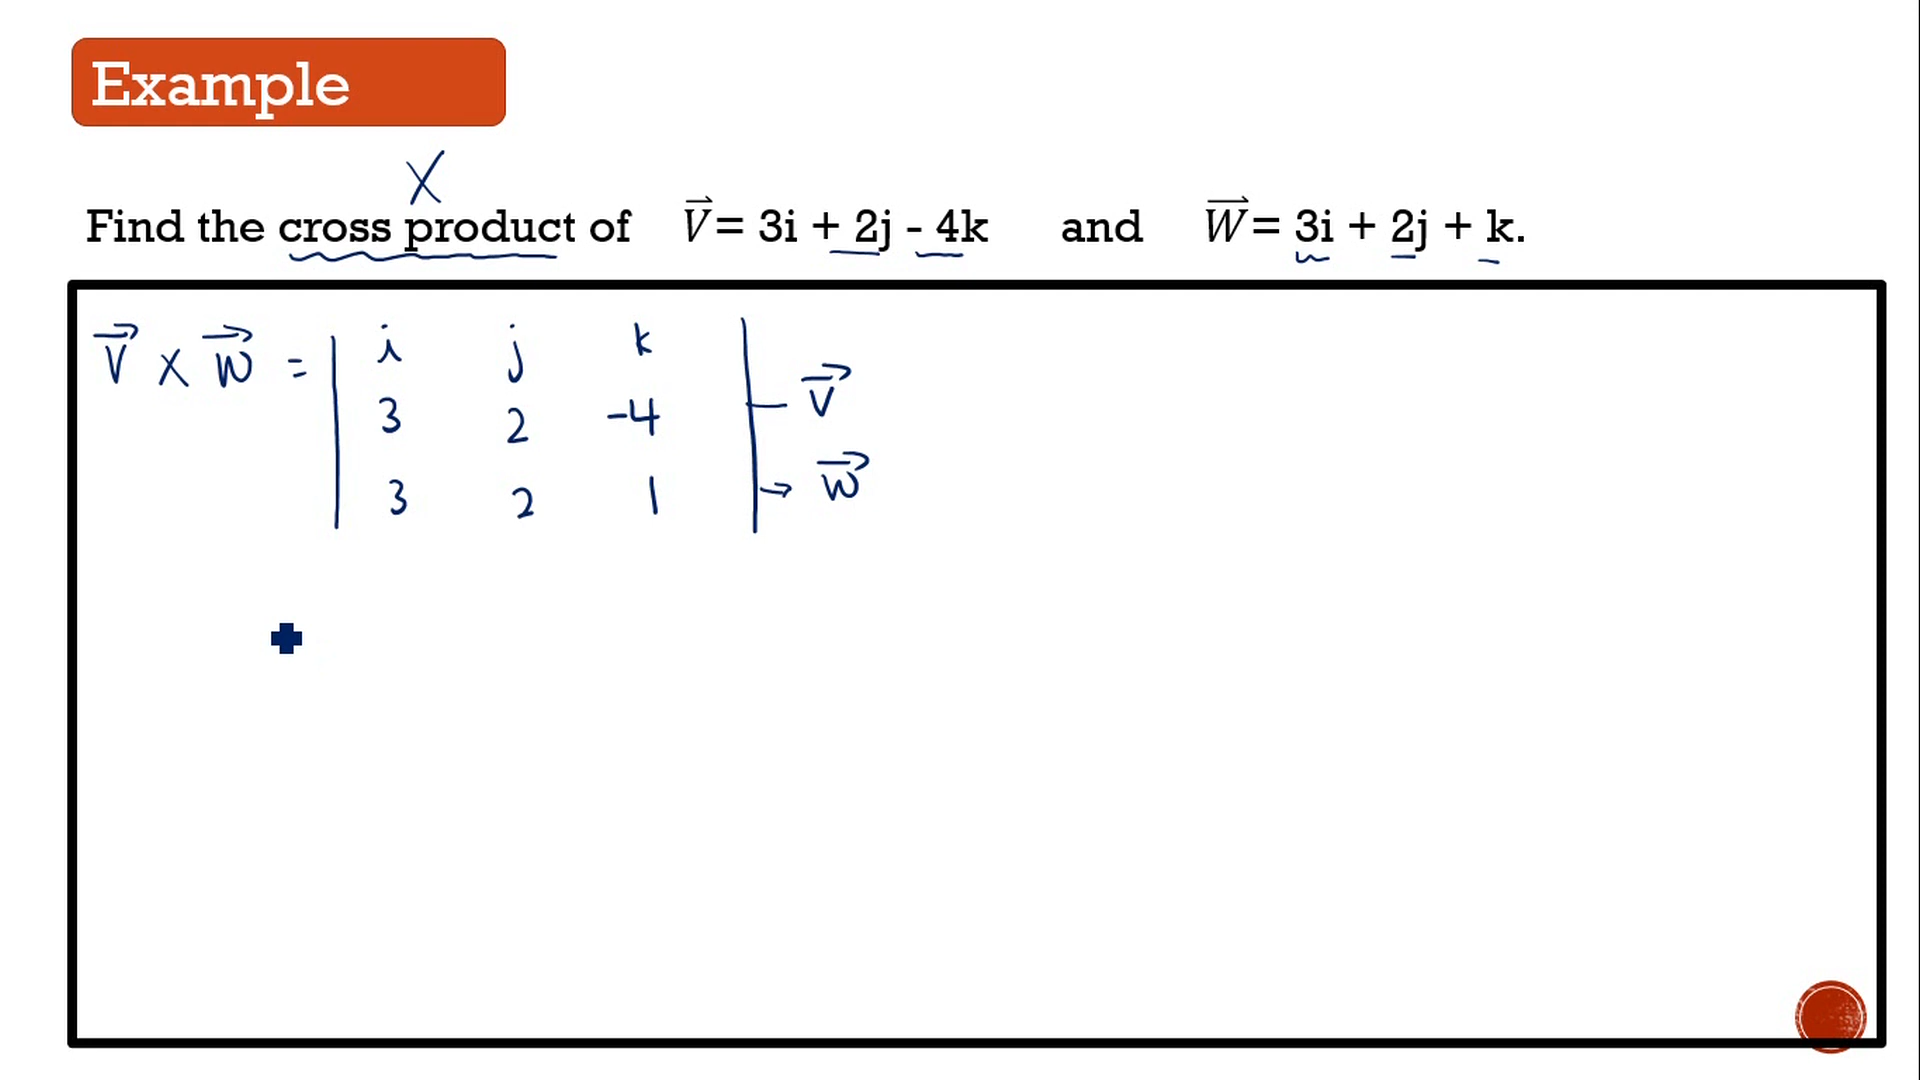 Example
X
Find the cross product of V⃗ = 3i + 2j - 4k and W⃗ = 3i + 2j + k.
V⃗ x W⃗ = | i j k |
3 2 -4 — V⃗
3 2 1 → W⃗